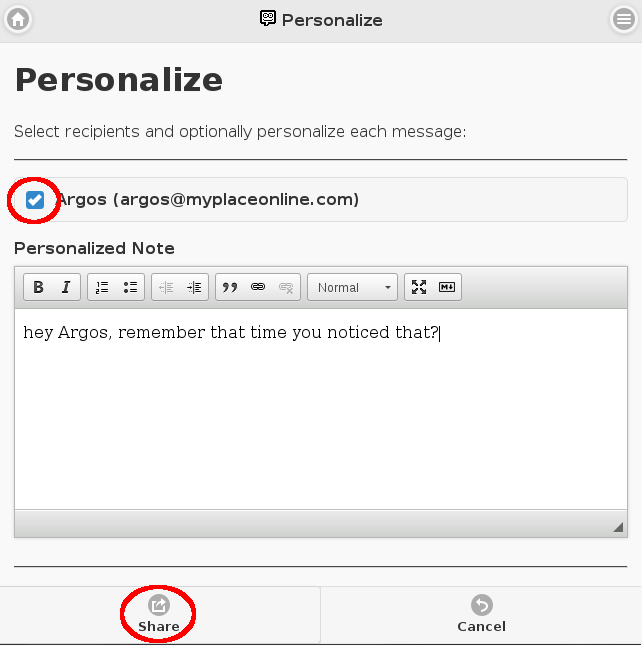 Personalize
Personalize
Select recipients and optionally personalize each message:
Argos (argos@myplaceonline.com)
Personalized Note
B I Normal
hey Argos, remember that time you noticed that?
Share Cancel